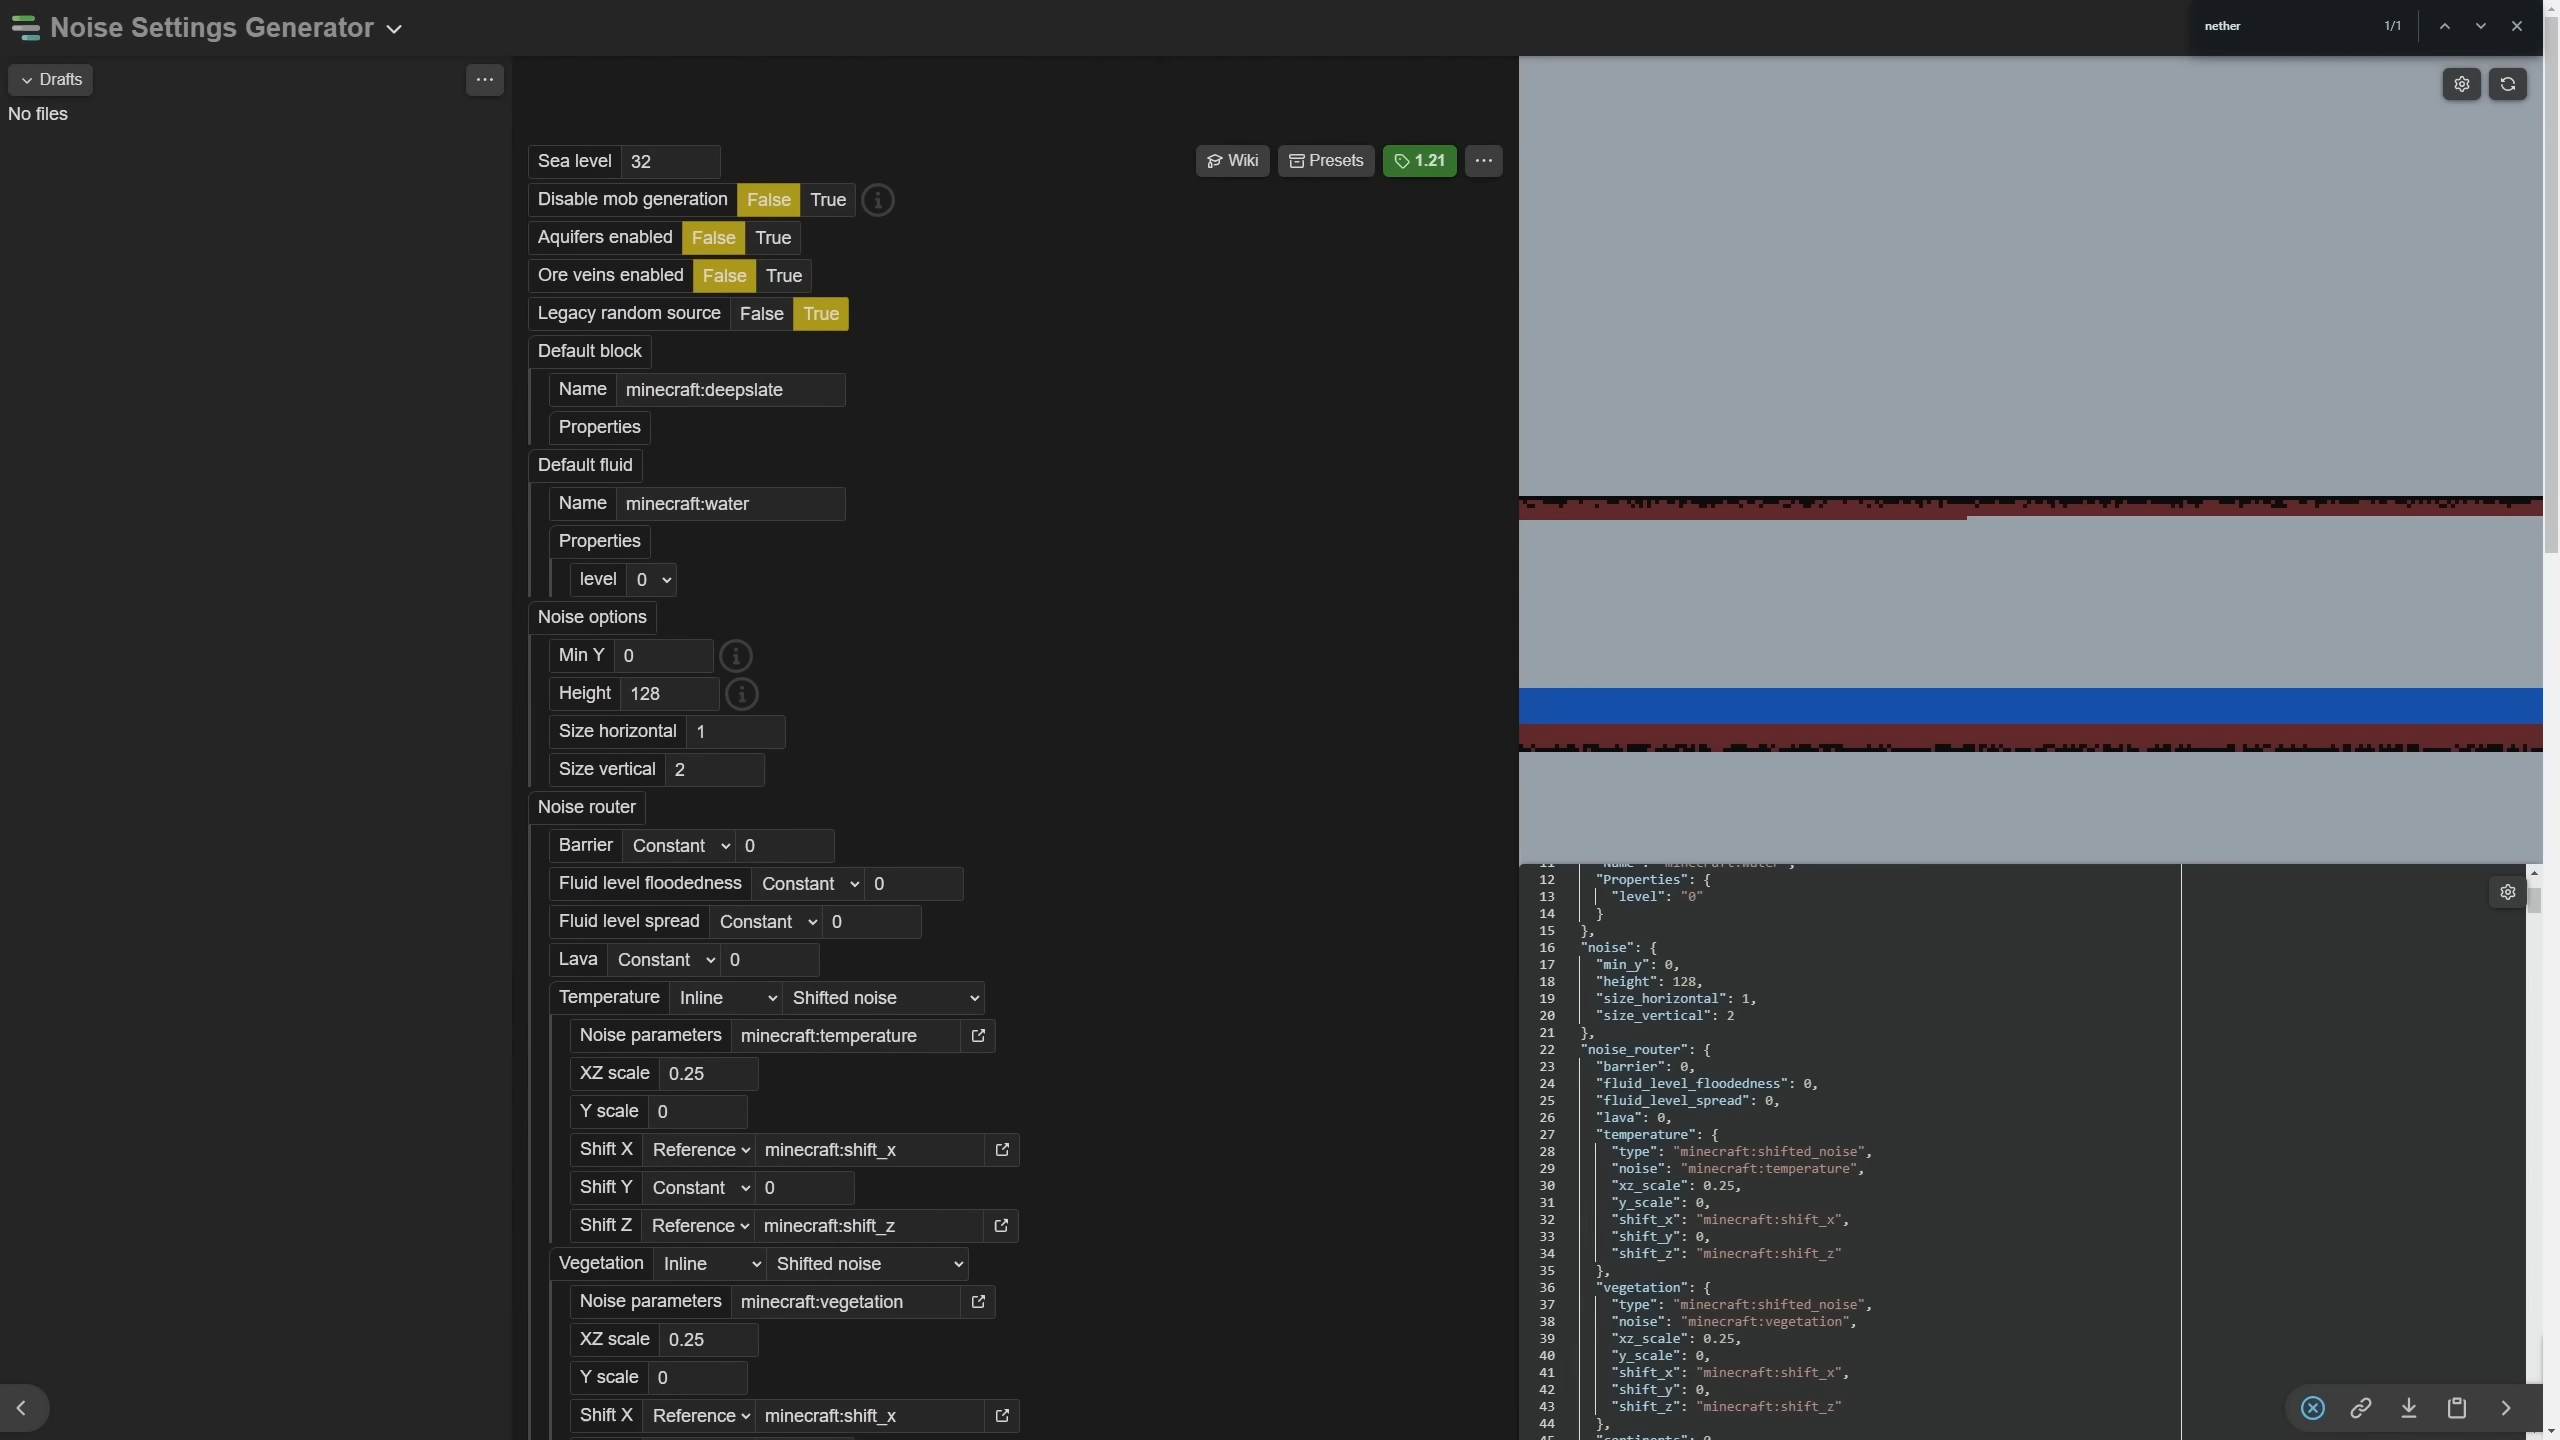 Noise Settings Generator
nether
1/1
Drafts
No files
Sea level 32
Wiki
Presets
1.21
Disable mob generation False True
Aquifers enabled False True
Ore veins enabled False True
Legacy random source False True
Default block
Name minecraft:deepslate
Properties
Default fluid
Name minecraft:water
Properties
level 0
Noise options
Min Y 0
Height 128
Size horizontal 1
Size vertical 2
Noise router
Barrier Constant 0
Fluid level floodedness Constant 0
Fluid level spread Constant 0
Lava Constant 0
Temperature Inline Shifted noise
Noise parameters minecraft:temperature
XZ scale 0.25
Y scale 0
Shift X Reference minecraft:shift_x
Shift Y Constant 0
Shift Z Reference minecraft:shift_z
Vegetation Inline Shifted noise
Noise parameters minecraft:vegetation
XZ scale 0.25
Y scale 0
Shift X Reference minecraft:shift_x
12 "Properties": {
13 "level": "0"
14 }
15 },
16 "noise": {
17 "min_y": 0,
18 "height": 128,
19 "size_horizontal": 1,
20 "size_vertical": 2
21 },
22 "noise_router": {
23 "barrier": 0,
24 "fluid_level_floodedness": 0,
25 "fluid_level_spread": 0,
26 "lava": 0,
27 "temperature": {
28 "type": "minecraft:shifted_noise",
29 "noise": "minecraft:temperature",
30 "xz_scale": 0.25,
31 "y_scale": 0,
32 "shift_x": "minecraft:shift_x",
33 "shift_y": 0,
34 "shift_z": "minecraft:shift_z"
35 },
36 "vegetation": {
37 "type": "minecraft:shifted_noise",
38 "noise": "minecraft:vegetation",
39 "xz_scale": 0.25,
40 "y_scale": 0,
41 "shift_x": "minecraft:shift_x",
42 "shift_y": 0,
43 "shift_z": "minecraft:shift_z"
44 },